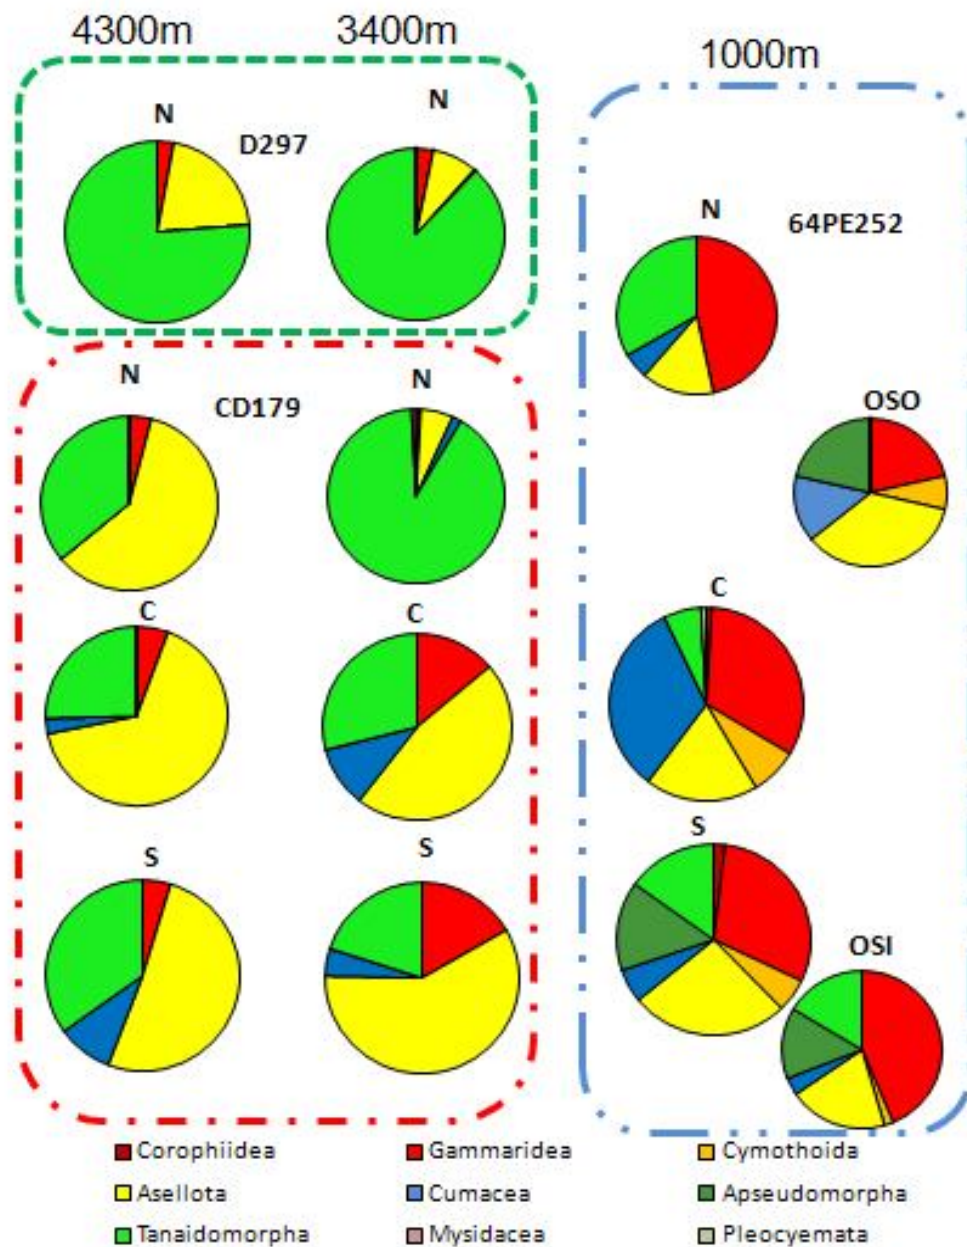 4300m 3400m 1000m
N N
D297
N 64PE252
N N
CD179 OSO
C C C
S S S
OSI
Corophiidea Gammaridea Cymothoida
Asellota Cumacea Apseudomorpha
Tanaidomorpha Mysidacea Pleocyemata